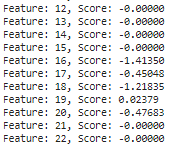 Feature: 12, Score: -0.00000
Feature: 13, Score: -0.00000
Feature: 14, Score: -0.00000
Feature: 15, Score: -0.00000
Feature: 16, Score: -1.41350
Feature: 17, Score: -0.45048
Feature: 18, Score: -1.21835
Feature: 19, Score: 0.02379
Feature: 20, Score: -0.47683
Feature: 21, Score: -0.00000
Feature: 22, Score: -0.00000